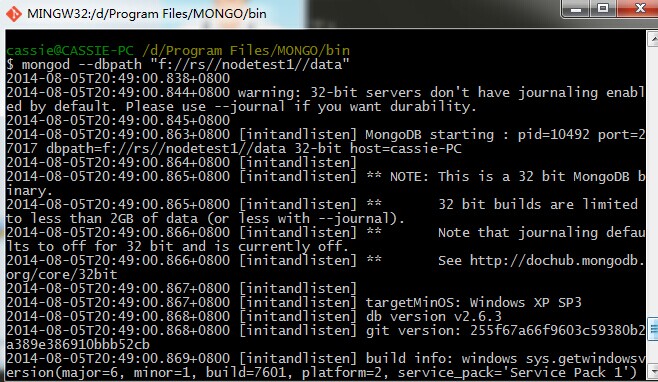 MINGW32:/d/Program Files/MONGO/bin
cassie@CASSIE-PC /d/Program Files/MONGO/bin
$ mongod --dbpath "f://rs//nodetest1//data"
2014-08-05T20:49:00.838+0800
2014-08-05T20:49:00.844+0800 warning: 32-bit servers don't have journaling enabl
ed by default. Please use --journal if you want durability.
2014-08-05T20:49:00.845+0800
2014-08-05T20:49:00.863+0800 [initandlisten] MongoDB starting : pid=10492 port=2
7017 dbpath=f://rs//nodetest1//data 32-bit host=cassie-PC
2014-08-05T20:49:00.864+0800 [initandlisten]
2014-08-05T20:49:00.865+0800 [initandlisten] ** NOTE: This is a 32 bit MongoDB b
inary.
2014-08-05T20:49:00.865+0800 [initandlisten] **       32 bit builds are limited
to less than 2GB of data (or less with --journal).
2014-08-05T20:49:00.866+0800 [initandlisten] **       Note that journaling defau
lts to off for 32 bit and is currently off.
2014-08-05T20:49:00.866+0800 [initandlisten] **       See http://dochub.mongodb.
org/core/32bit
2014-08-05T20:49:00.867+0800 [initandlisten]
2014-08-05T20:49:00.867+0800 [initandlisten] targetMinOS: Windows XP SP3
2014-08-05T20:49:00.868+0800 [initandlisten] db version v2.6.3
2014-08-05T20:49:00.868+0800 [initandlisten] git version: 255f67a66f9603c59380b2
a389e386910bbb52cb
2014-08-05T20:49:00.869+0800 [initandlisten] build info: windows sys.getwindowsv
ersion(major=6, minor=1, build=7601, platform=2, service_pack='Service Pack 1')